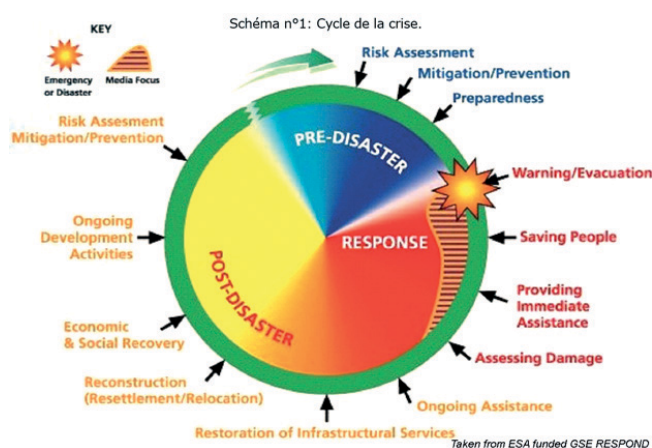 Schéma n°1: Cycle de la crise.
KEY
Emergency
or Disaster
Media Focus
Risk Assessment
Mitigation/Prevention
Preparedness
Warning/Evacuation
Saving People
Providing
Immediate
Assistance
Assessing Damage
Ongoing Assistance
Restoration of Infrastructural Services
Reconstruction
(Resettlement/Relocation)
Economic
& Social Recovery
Ongoing
Development
Activities
Risk Assesment
Mitigation/Prevention
PRE-DISASTER
RESPONSE
POST-DISASTER
Taken from ESA funded GSE RESPOND